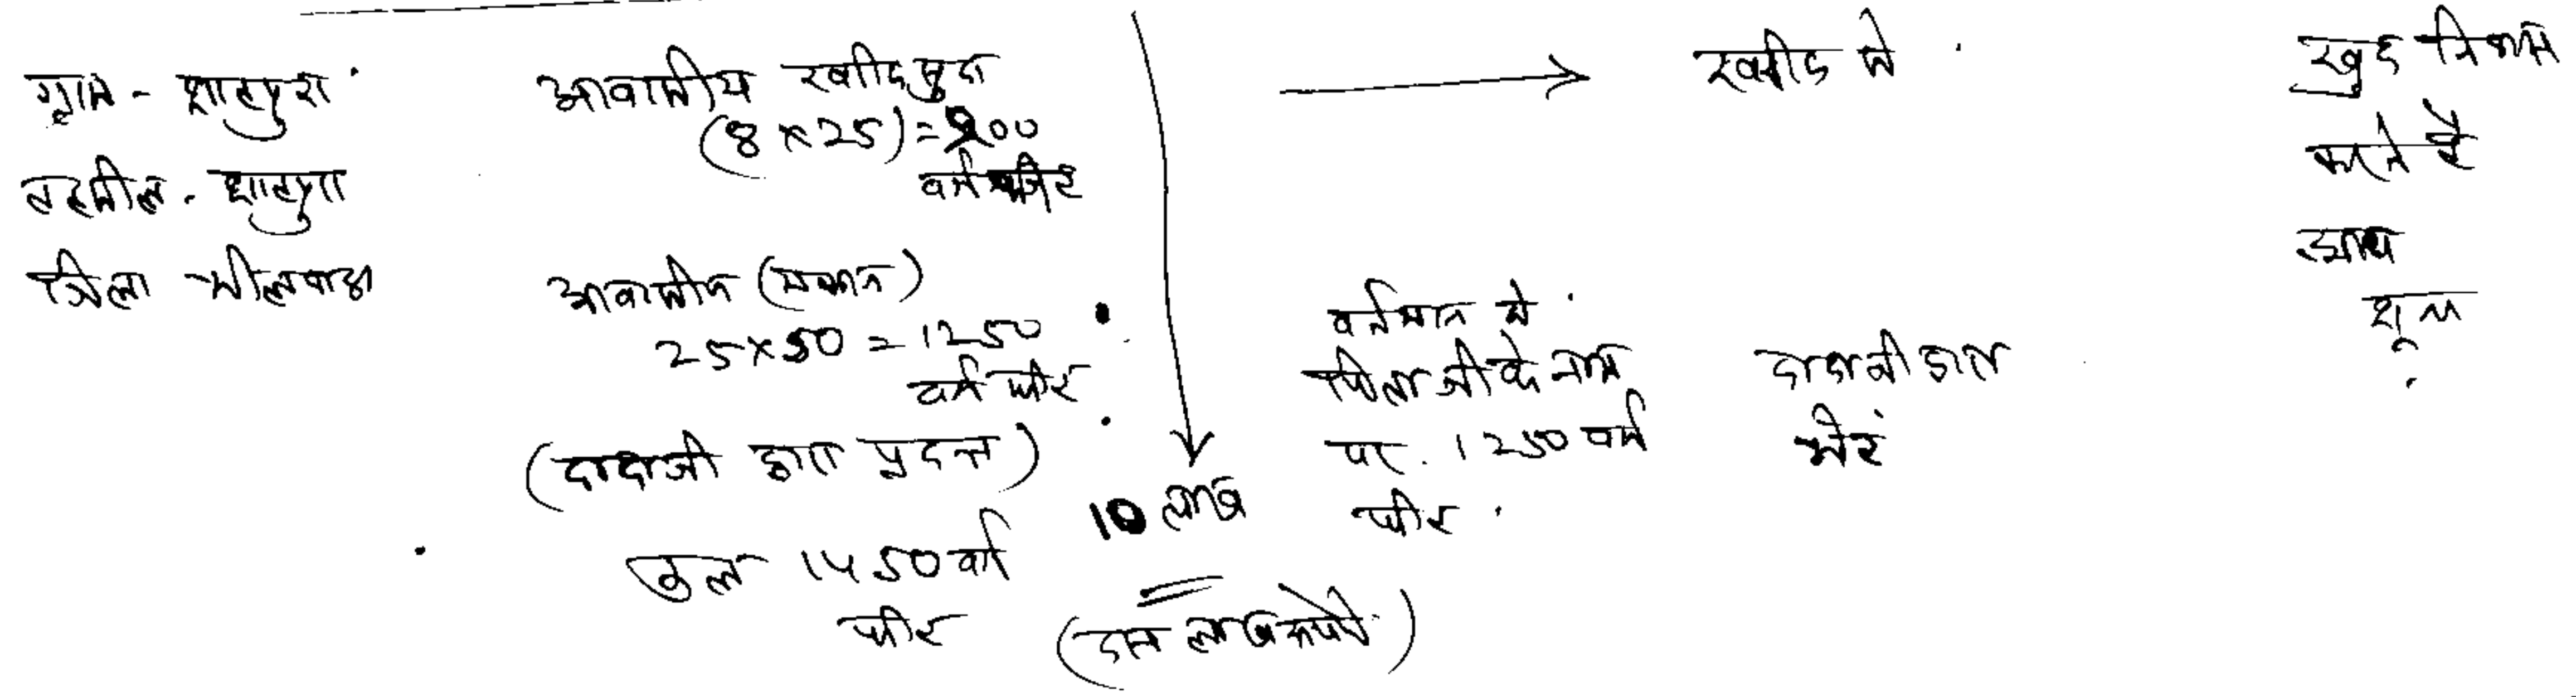 ग्राम - शाहपुरा
तहसील - शाहपुरा
जिला भीलवाडा
आवासीय खरीदसुदा
(8 x 25) = 200
वर्ग फीट
आवासीय (मकान)
25 x 50 = 1250
वर्ग फीट
(दादाजी द्वारा प्रदत्त)
कुल 1450 वर्ग
फीट
10 लाख
(दस लाख रूपये)
खरीद से
वर्तमान मे
पिताजी के नाम
पर 1250 वर्ग
फीट
दादाजी द्वारा
भेंट
खुद निवास
करते है
आय
शून्य